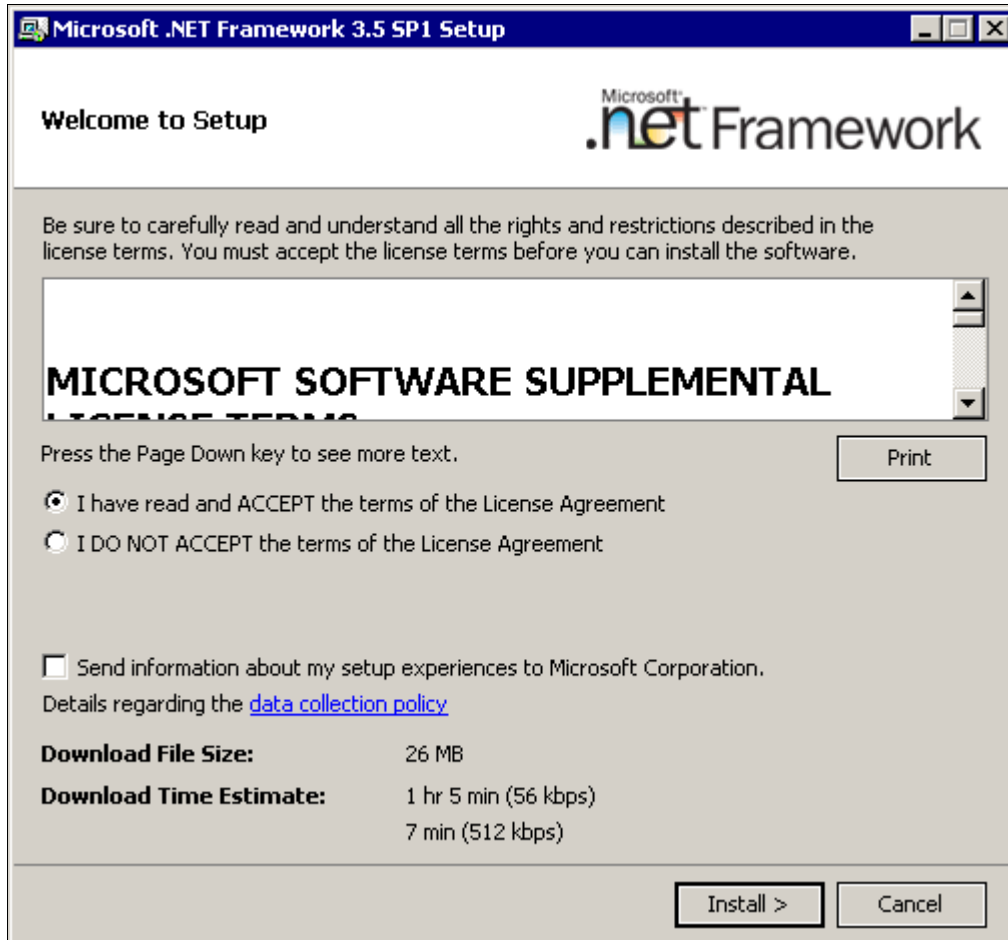 Microsoft .NET Framework 3.5 SP1 Setup
Welcome to Setup
Microsoft
.net Framework
Be sure to carefully read and understand all the rights and restrictions described in the
license terms. You must accept the license terms before you can install the software.
MICROSOFT SOFTWARE SUPPLEMENTAL
LICENSE TERMS
Press the Page Down key to see more text.
Print
I have read and ACCEPT the terms of the License Agreement
I DO NOT ACCEPT the terms of the License Agreement
Send information about my setup experiences to Microsoft Corporation.
Details regarding the data collection policy
Download File Size: 26 MB
Download Time Estimate: 1 hr 5 min (56 kbps)
7 min (512 kbps)
Install > Cancel